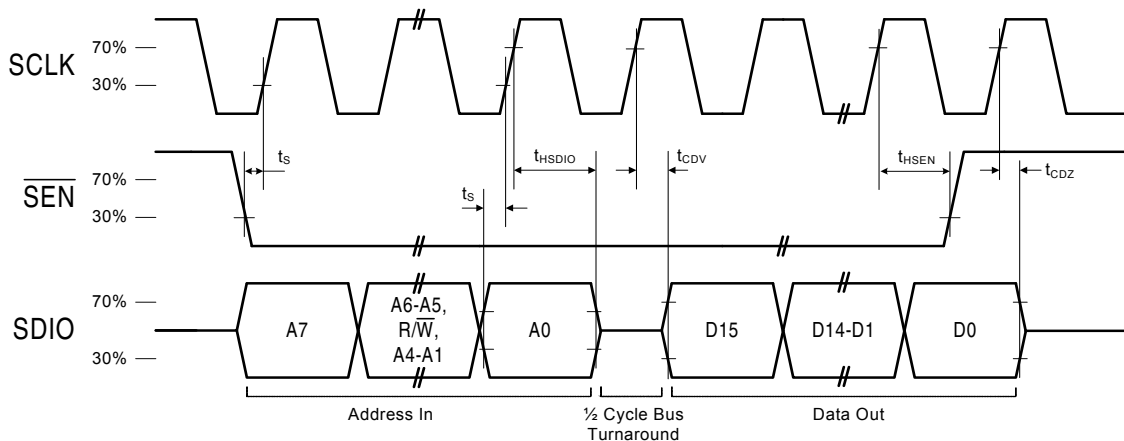 SCLK
70%
30%
tS
tHSDIO
tCDV
tHSEN
tCDZ
S̅E̅N̅
70%
30%
tS
SDIO
70%
30%
A7
A6-A5,
R/W̅,
A4-A1
A0
D15
D14-D1
D0
Address In
½ Cycle Bus
Turnaround
Data Out